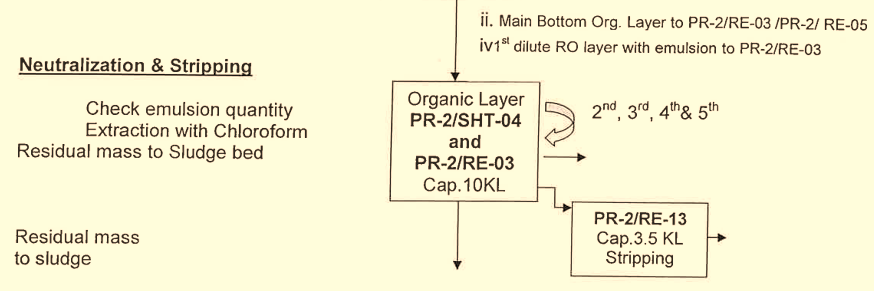 ii. Main Bottom Org. Layer to PR-2/RE-03 /PR-2/ RE-05
iv1st dilute RO layer with emulsion to PR-2/RE-03
Neutralization & Stripping
Check emulsion quantity
Extraction with Chloroform
Residual mass to Sludge bed
Organic Layer
PR-2/SHT-04
and
PR-2/RE-03
Cap.10KL
2nd, 3rd, 4th& 5th
PR-2/RE-13
Cap.3.5 KL
Stripping
Residual mass
to sludge